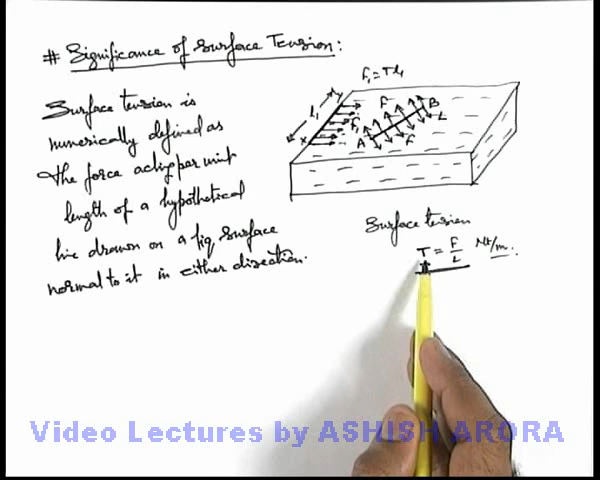 # Significance of Surface Tension:
Surface tension is
numerically defined as
the force acting per unit
length of a hypothetical
line drawn on a liq. surface
normal to it in either direction.
F₁ = Tl₁
l₁
x
y
F₁
F
A
B
L
F
Surface tension
T = F/L Nt/m.
Video Lectures by ASHISH ARORA